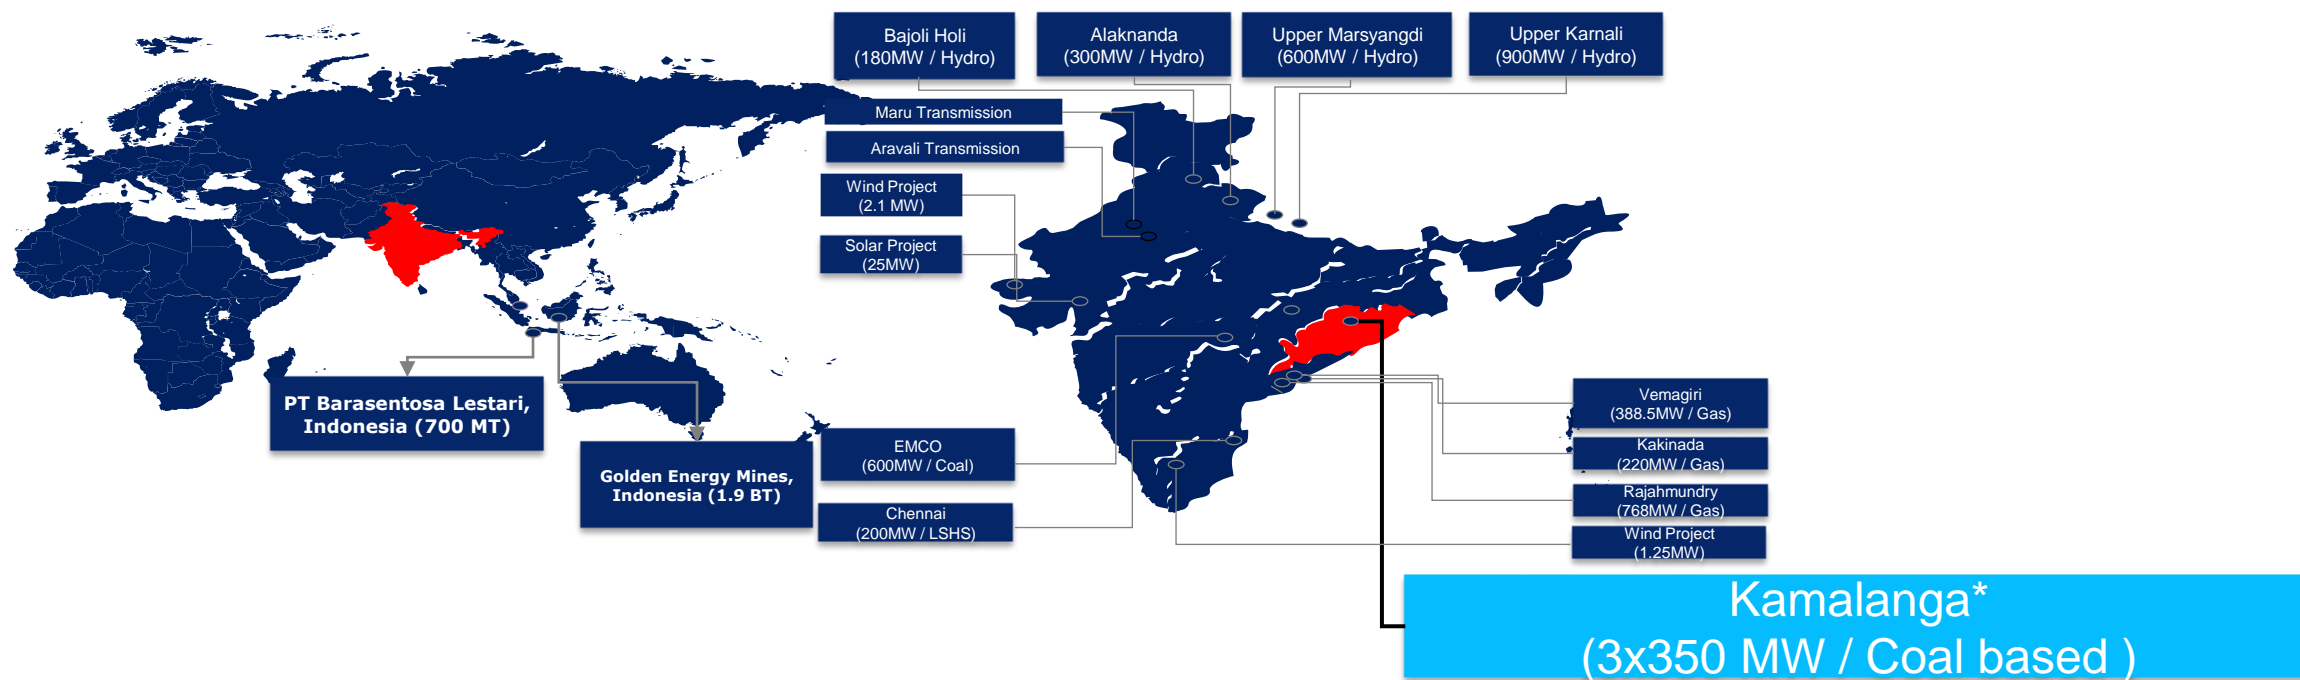 Bajoli Holi
(180MW / Hydro)
Alaknanda
(300MW / Hydro)
Upper Marsyangdi
(600MW / Hydro)
Upper Karnali
(900MW / Hydro)
Maru Transmission
Aravali Transmission
Wind Project
(2.1 MW)
Solar Project
(25MW)
PT Barasentosa Lestari,
Indonesia (700 MT)
Golden Energy Mines,
Indonesia (1.9 BT)
EMCO
(600MW / Coal)
Chennai
(200MW / LSHS)
Vemagiri
(388.5MW / Gas)
Kakinada
(220MW / Gas)
Rajahmundry
(768MW / Gas)
Wind Project
(1.25MW)
Kamalanga*
(3x350 MW / Coal based )